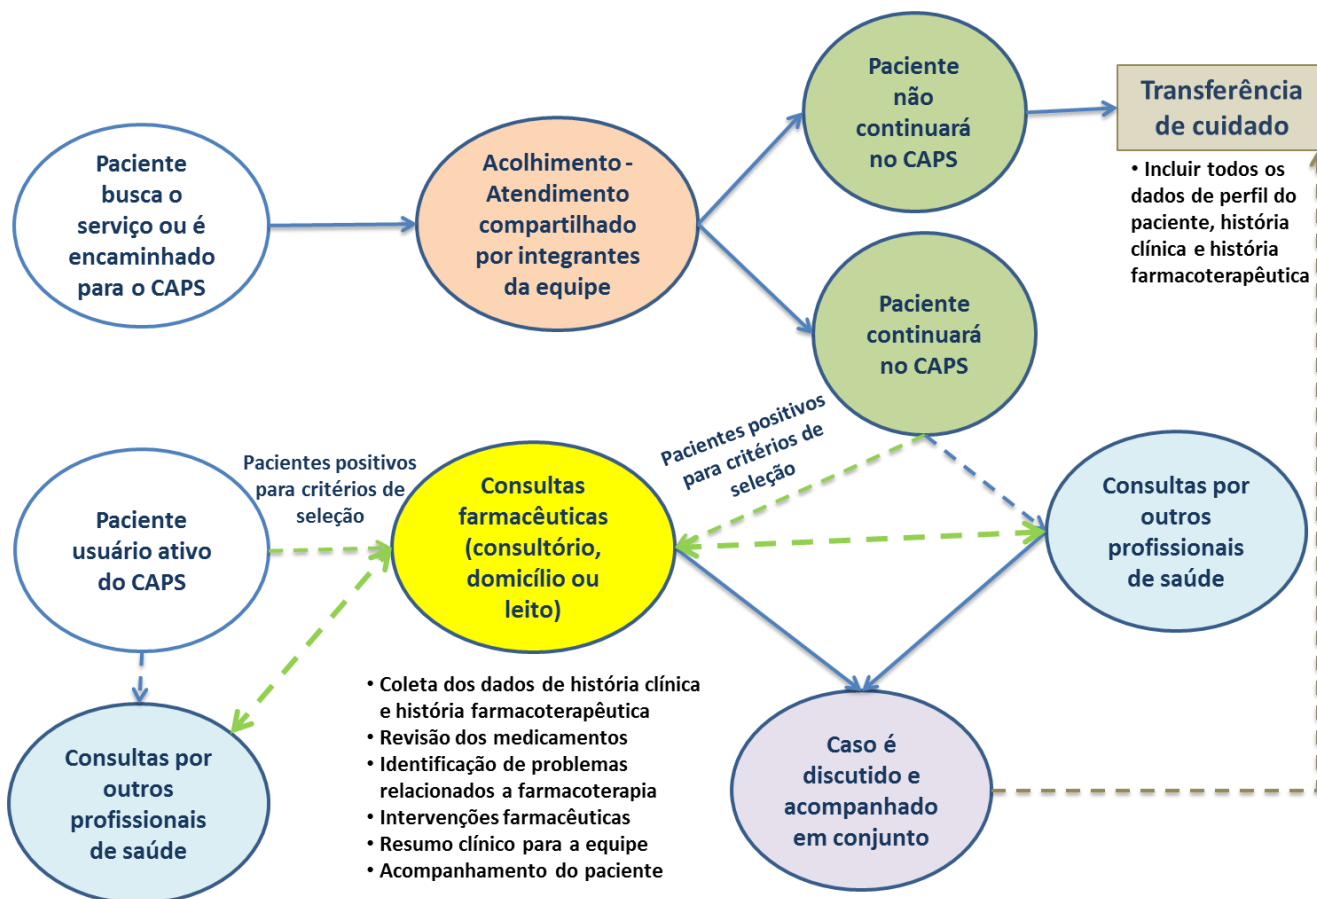 Paciente
busca o
serviço ou é
encaminhado
para o CAPS
Acolhimento -
Atendimento
compartilhado
por integrantes
da equipe
Paciente
não
continuará
no CAPS
Transferência
de cuidado
• Incluir todos os
dados de perfil do
paciente, história
clínica e história
farmacoterapêutica
Paciente
continuará
no CAPS
Pacientes positivos
para critérios de
seleção
Paciente
usuário ativo
do CAPS
Pacientes positivos
para critérios de
seleção
Consultas
farmacêuticas
(consultório,
domicílio ou
leito)
Consultas por
outros
profissionais
de saúde
Consultas por
outros
profissionais
de saúde
• Coleta dos dados de história clínica
e história farmacoterapêutica
• Revisão dos medicamentos
• Identificação de problemas
relacionados a farmacoterapia
• Intervenções farmacêuticas
• Resumo clínico para a equipe
• Acompanhamento do paciente
Caso é
discutido e
acompanhado
em conjunto